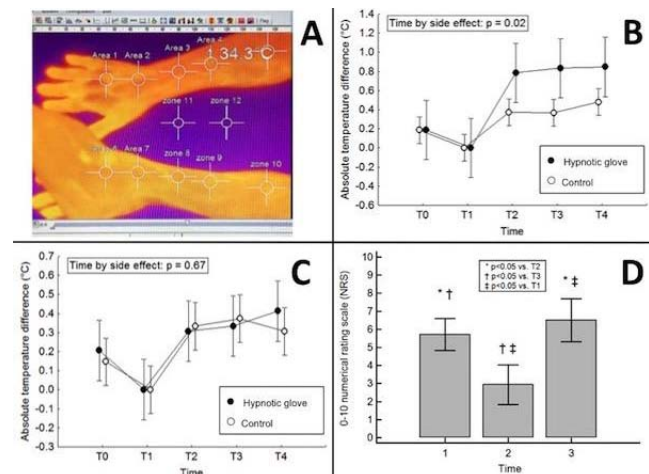 A
Area 1
Area 2
Area 3
Area 4
1 34 3 C
zone 11
zone 12
Area 7
zone 8
zone 9
zone 10
B
Time by side effect: p = 0.02
Absolute temperature difference (°C)
1.4
1.2
1.0
0.8
0.6
0.4
0.2
0.0
-0.2
-0.4
-0.6
Hypnotic glove
Control
T0 T1 T2 T3 T4
Time
C
Time by side effect: p = 0.67
Absolute temperature difference (°C)
0.7
0.6
0.5
0.4
0.3
0.2
0.1
0.0
-0.1
-0.2
-0.3
Hypnotic glove
Control
T0 T1 T2 T3 T4
Time
D
0-10 numerical rating scale (NRS)
10
9
8
7
6
5
4
3
2
1
0
* p<0.05 vs. T2
† p<0.05 vs. T3
‡ p<0.05 vs. T1
* †
† ‡
* ‡
1 2 3
Time